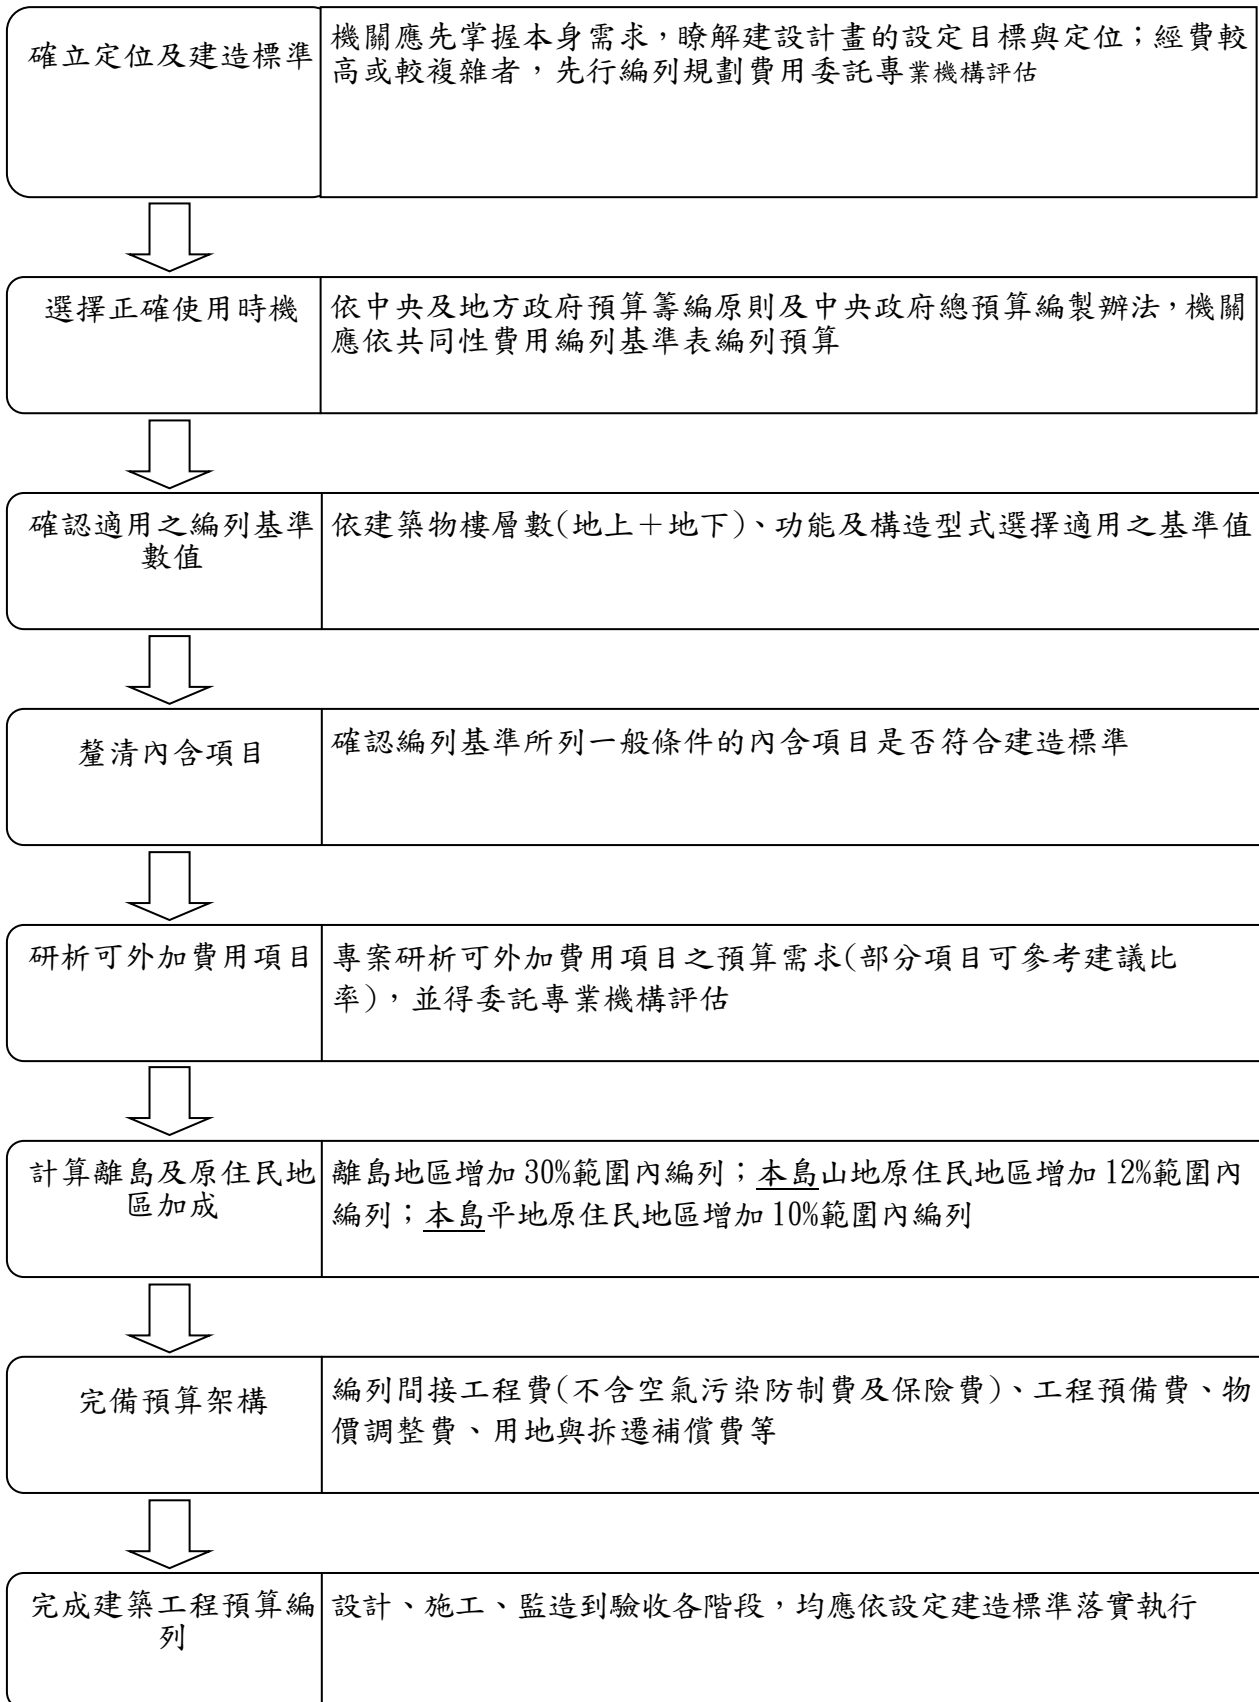 確立定位及建造標準
機關應先掌握本身需求，瞭解建設計畫的設定目標與定位；經費較
高或較複雜者，先行編列規劃費用委託專業機構評估
選擇正確使用時機
依中央及地方政府預算籌編原則及中央政府總預算編製辦法，機關
應依共同性費用編列基準表編列預算
確認適用之編列基準
數值
依建築物樓層數(地上＋地下)、功能及構造型式選擇適用之基準值
釐清內含項目
確認編列基準所列一般條件的內含項目是否符合建造標準
研析可外加費用項目
專案研析可外加費用項目之預算需求(部分項目可參考建議比
率)，並得委託專業機構評估
計算離島及原住民地
區加成
離島地區增加 30%範圍內編列；本島山地原住民地區增加 12%範圍內
編列；本島平地原住民地區增加 10%範圍內編列
完備預算架構
編列間接工程費(不含空氣污染防制費及保險費)、工程預備費、物
價調整費、用地與拆遷補償費等
完成建築工程預算編
列
設計、施工、監造到驗收各階段，均應依設定建造標準落實執行